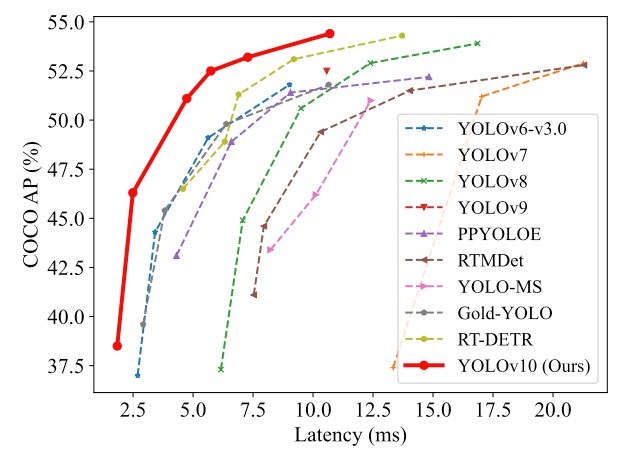 55.0
52.5
50.0
47.5
45.0
42.5
40.0
37.5
COCO AP (%)
2.5 5.0 7.5 10.0 12.5 15.0 17.5 20.0
Latency (ms)
YOLOv6-v3.0
YOLOv7
YOLOv8
YOLOv9
PPYOLOE
RTMDet
YOLO-MS
Gold-YOLO
RT-DETR
YOLOv10 (Ours)